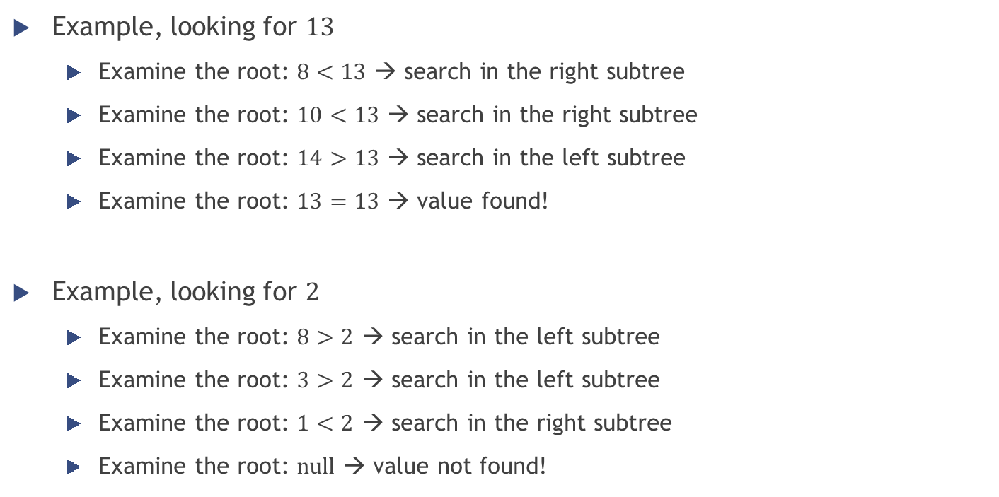 Example, looking for 13
Examine the root: 8 < 13 → search in the right subtree
Examine the root: 10 < 13 → search in the right subtree
Examine the root: 14 > 13 → search in the left subtree
Examine the root: 13 = 13 → value found!
Example, looking for 2
Examine the root: 8 > 2 → search in the left subtree
Examine the root: 3 > 2 → search in the left subtree
Examine the root: 1 < 2 → search in the right subtree
Examine the root: null → value not found!